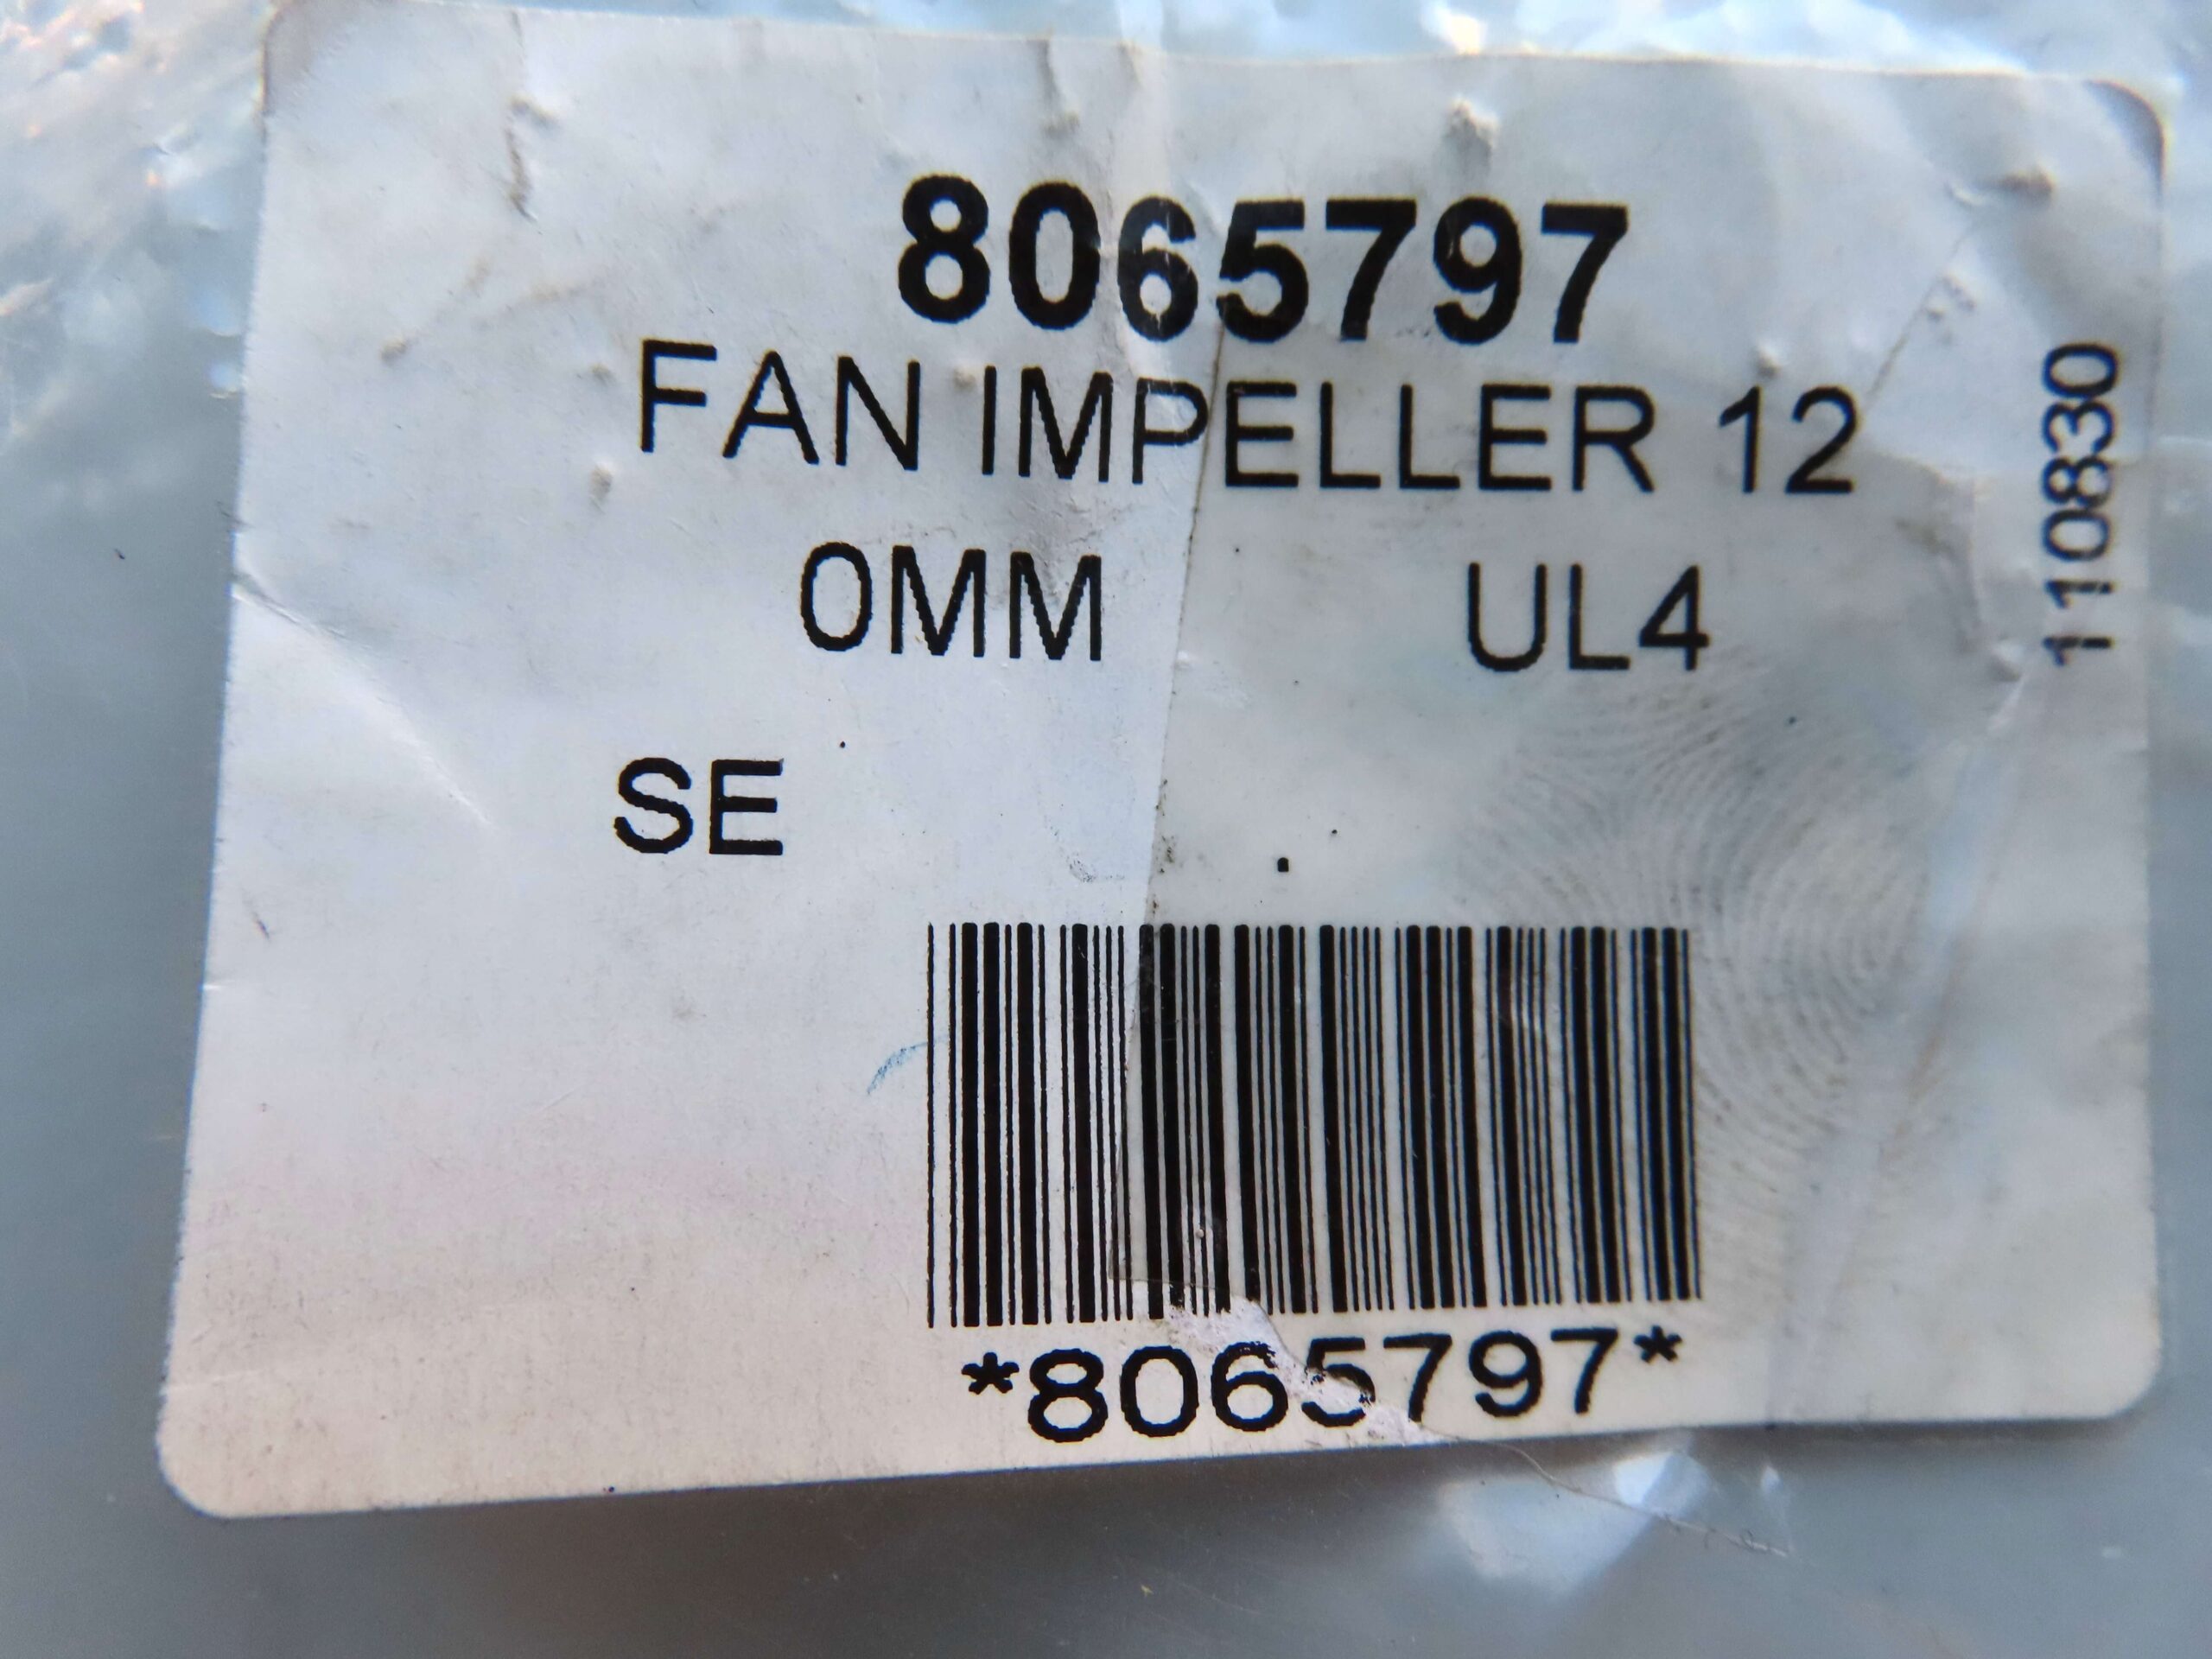 8065797
FAN IMPELLER 12
0MM UL4
SE
*8065797*
110830